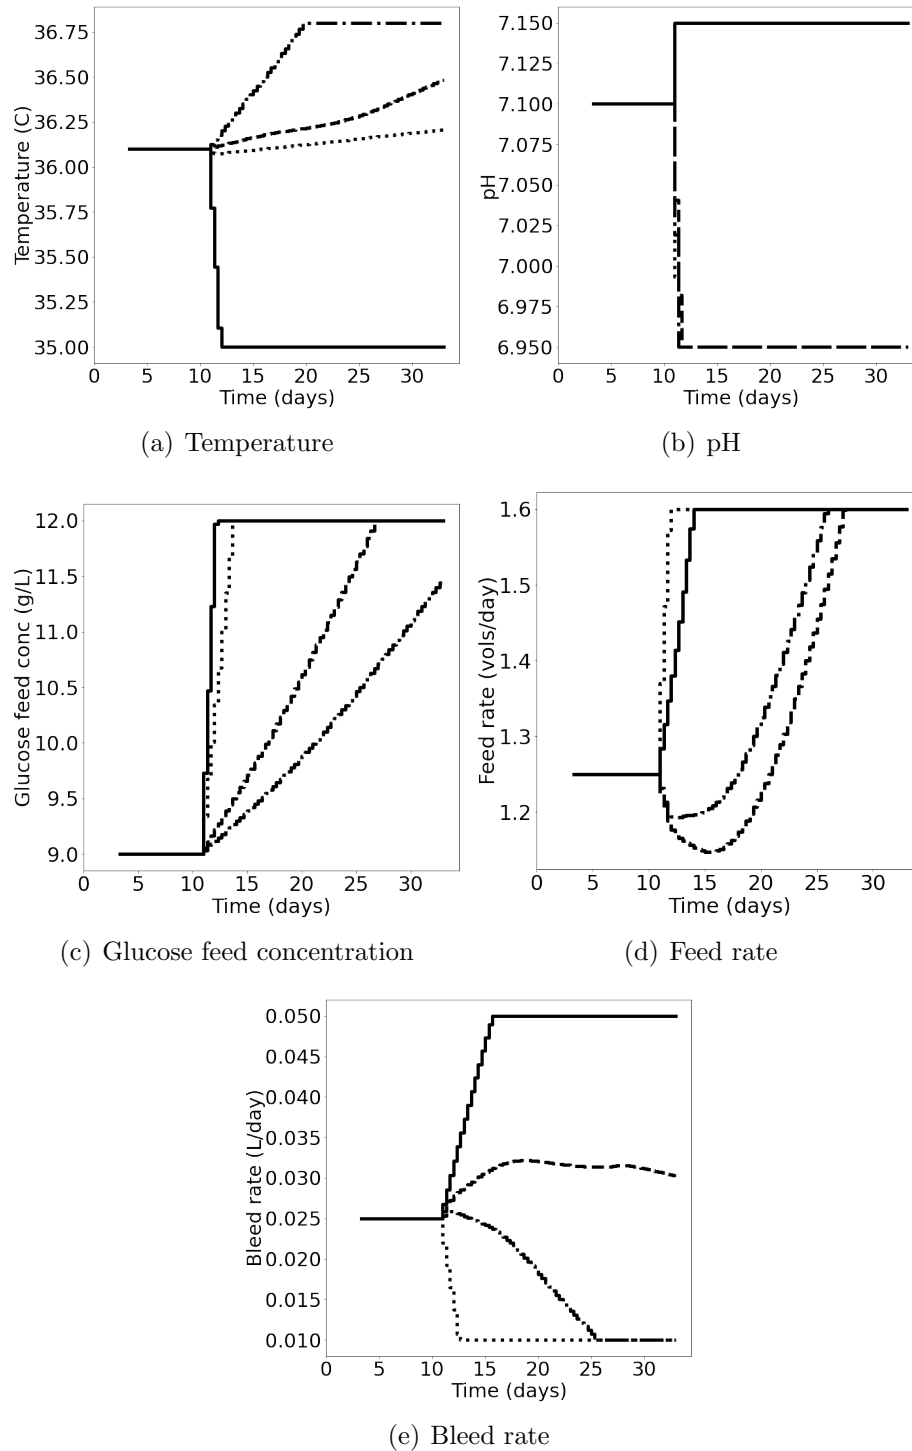 36.75
36.50
36.25
36.00
35.75
35.50
35.25
35.00
Temperature (C)
0 5 10 15 20 25 30
Time (days)
(a) Temperature
7.150
7.125
7.100
7.075
7.050
7.025
7.000
6.975
6.950
pH
0 5 10 15 20 25 30
Time (days)
(b) pH
12.0
11.5
11.0
10.5
10.0
9.5
9.0
Glucose feed conc (g/L)
0 5 10 15 20 25 30
Time (days)
(c) Glucose feed concentration
1.6
1.5
1.4
1.3
1.2
Feed rate (vols/day)
0 5 10 15 20 25 30
Time (days)
(d) Feed rate
0.050
0.045
0.040
0.035
0.030
0.025
0.020
0.015
0.010
Bleed rate (L/day)
0 5 10 15 20 25 30
Time (days)
(e) Bleed rate